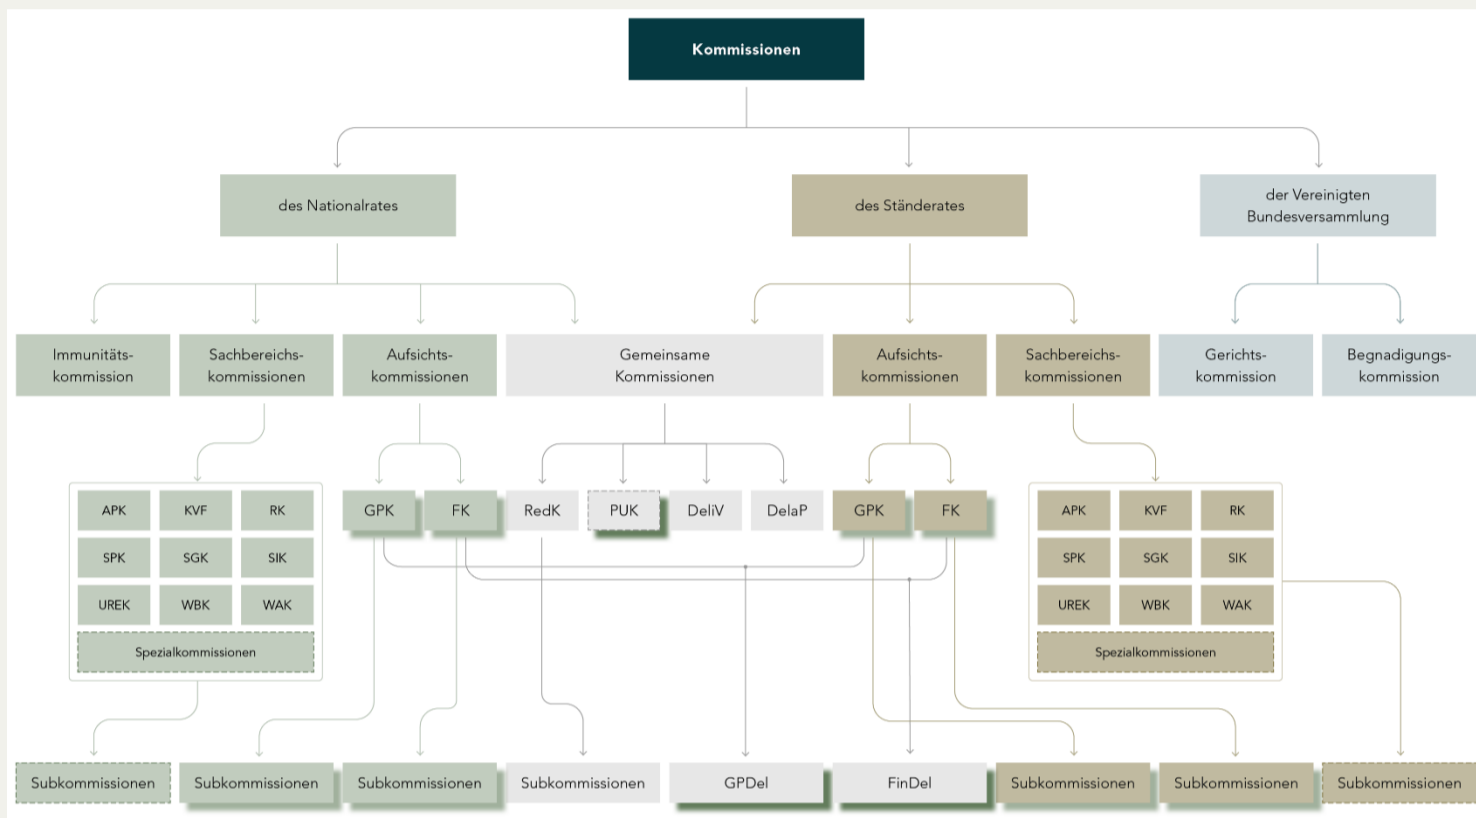 Kommissionen
des Nationalrates
des Ständerates
der Vereinigten
Bundesversammlung
Immunitäts-
kommission
Sachbereichs-
kommissionen
Aufsichts-
kommissionen
Gemeinsame
Kommissionen
Aufsichts-
kommissionen
Sachbereichs-
kommissionen
Gerichts-
kommission
Begnadigungs-
kommission
APK
KVF
RK
SPK
SGK
SIK
UREK
WBK
WAK
Spezialkommissionen
GPK
FK
RedK
PUK
DeliV
DelaP
GPK
FK
APK
KVF
RK
SPK
SGK
SIK
UREK
WBK
WAK
Spezialkommissionen
Subkommissionen
Subkommissionen
Subkommissionen
Subkommissionen
GPDel
FinDel
Subkommissionen
Subkommissionen
Subkommissionen